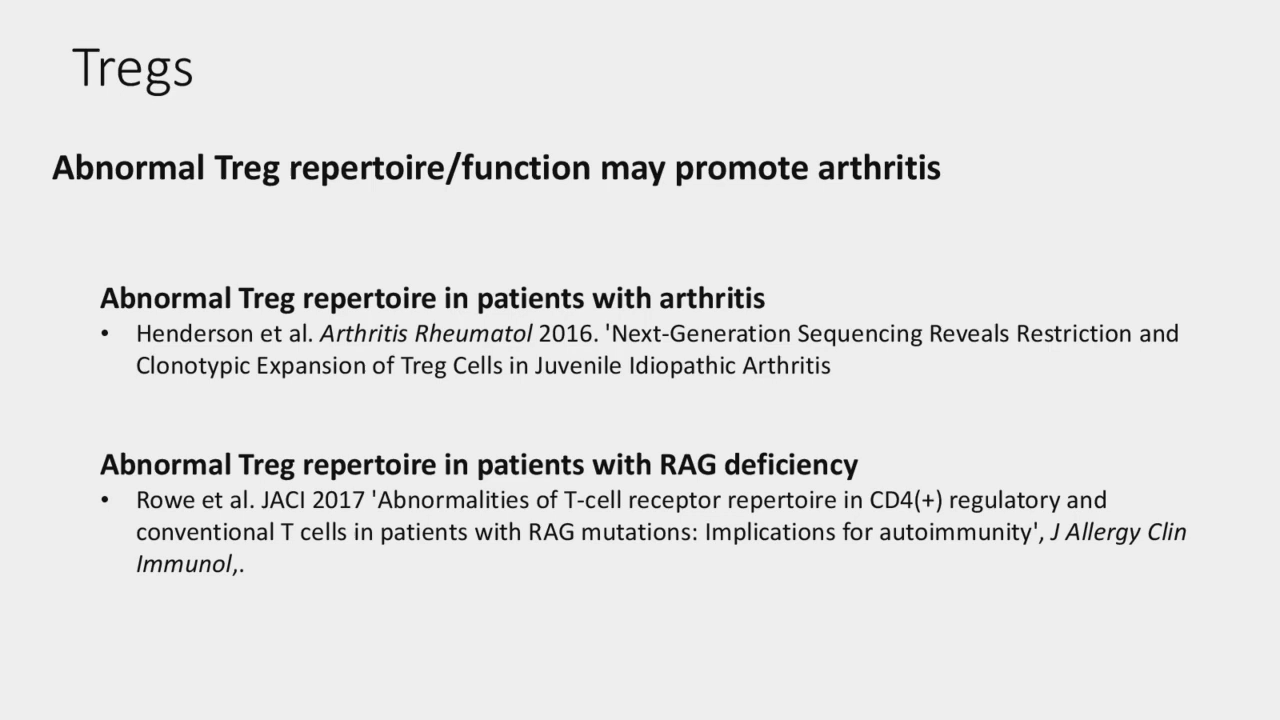 Tregs
Abnormal Treg repertoire/function may promote arthritis
Abnormal Treg repertoire in patients with arthritis
• Henderson et al. Arthritis Rheumatol 2016. 'Next-Generation Sequencing Reveals Restriction and
Clonotypic Expansion of Treg Cells in Juvenile Idiopathic Arthritis
Abnormal Treg repertoire in patients with RAG deficiency
• Rowe et al. JACI 2017 'Abnormalities of T-cell receptor repertoire in CD4(+) regulatory and
conventional T cells in patients with RAG mutations: Implications for autoimmunity', J Allergy Clin
Immunol,.